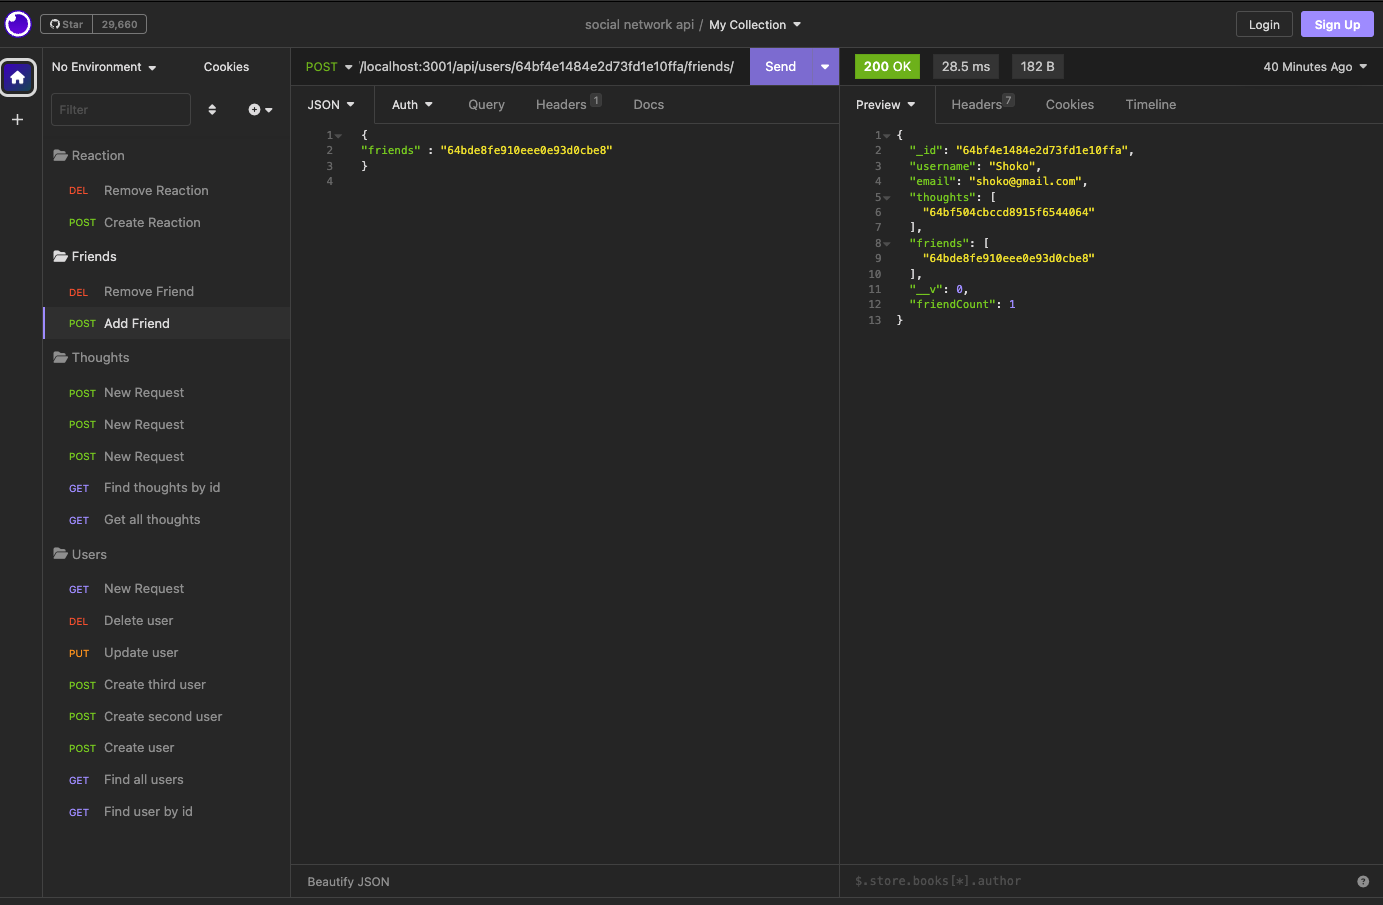 Star 29,660
social network api / My Collection
Login
Sign Up
No Environment
Cookies
Filter
Reaction
DEL Remove Reaction
POST Create Reaction
Friends
DEL Remove Friend
POST Add Friend
Thoughts
POST New Request
POST New Request
POST New Request
GET Find thoughts by id
GET Get all thoughts
Users
GET New Request
DEL Delete user
PUT Update user
POST Create third user
POST Create second user
POST Create user
GET Find all users
GET Find user by id
POST /localhost:3001/api/users/64bf4e1484e2d73fd1e10ffa/friends/
Send
JSON Auth Query Headers 1 Docs
1 {
2 "friends" : "64bde8fe910eee0e93d0cbe8"
3 }
4
Beautify JSON
200 OK 28.5 ms 182 B 40 Minutes Ago
Preview Headers 7 Cookies Timeline
1 {
2 "_id": "64bf4e1484e2d73fd1e10ffa",
3 "username": "Shoko",
4 "email": "shoko@gmail.com",
5 "thoughts": [
6 "64bf504cbccd8915f6544064"
7 ],
8 "friends": [
9 "64bde8fe910eee0e93d0cbe8"
10 ],
11 "__v": 0,
12 "friendCount": 1
13 }
$.store.books[*].author
?